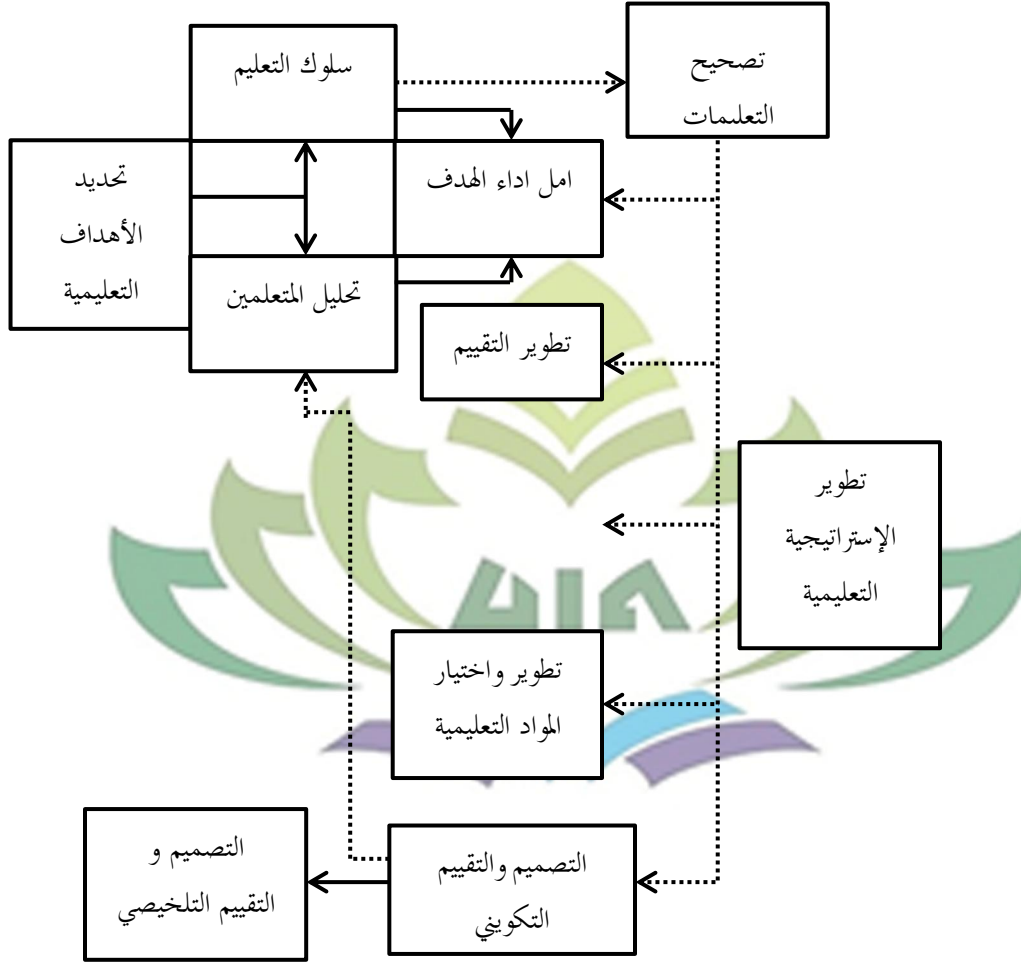 سلوك التعليم
تصحيح
التعليمات
تحديد
الأهداف
التعليمية
امل اداء الهدف
تحليل المتعلمين
تطوير التقييم
تطوير
الإستراتيجية
التعليمية
تطوير واختيار
المواد التعليمية
التصميم و
التقييم التلخيصي
التصميم والتقييم
التكويني